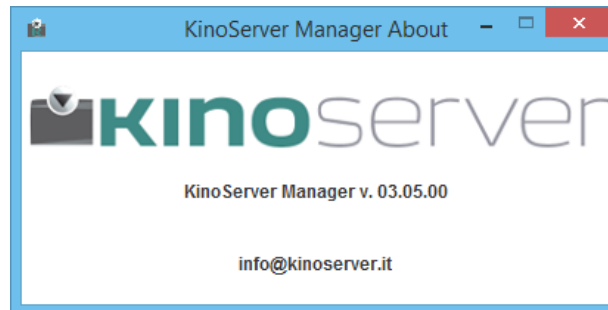 KinoServer Manager About
kinoserver
KinoServer Manager v. 03.05.00
info@kinoserver.it